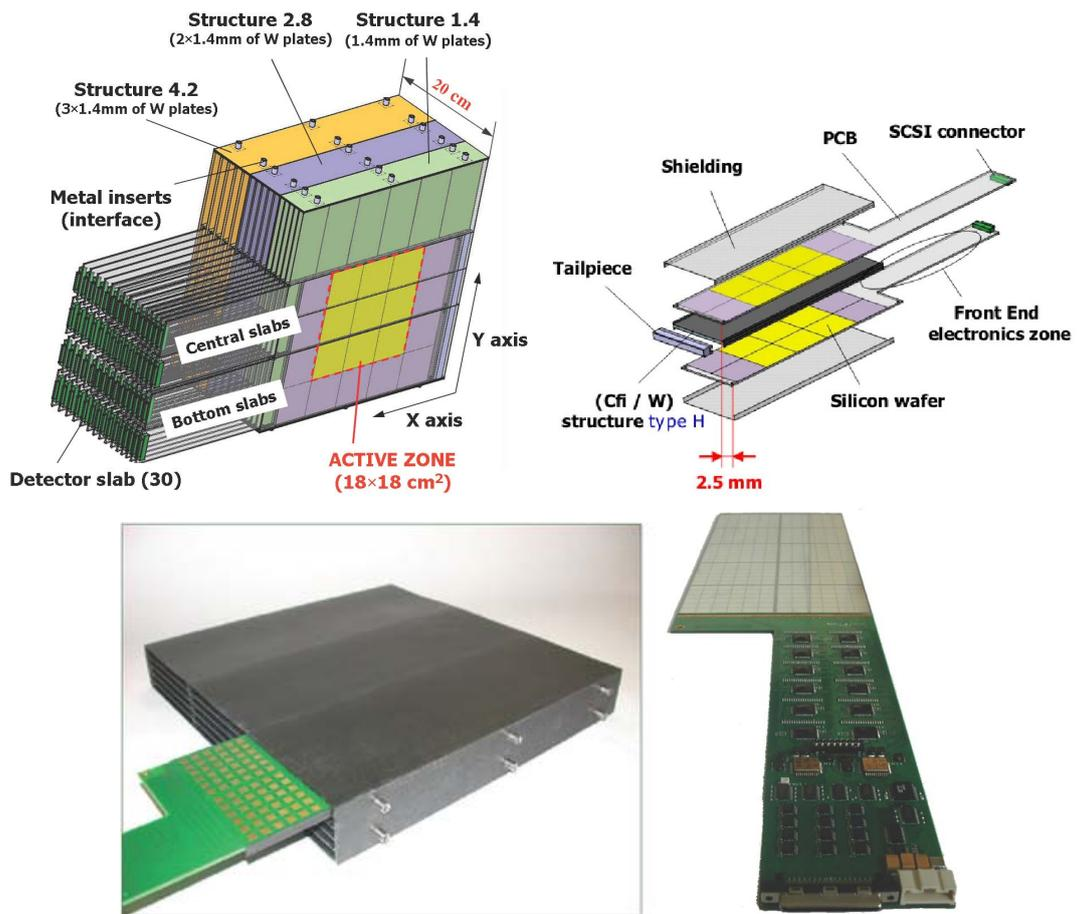 Structure 2.8
(2×1.4mm of W plates)
Structure 1.4
(1.4mm of W plates)
Structure 4.2
(3×1.4mm of W plates)
20 cm
Metal inserts
(interface)
Central slabs
Bottom slabs
Y axis
X axis
Detector slab (30)
ACTIVE ZONE
(18×18 cm²)
SCSI connector
PCB
Shielding
Tailpiece
Front End
electronics zone
(Cfi / W)
structure type H
Silicon wafer
2.5 mm